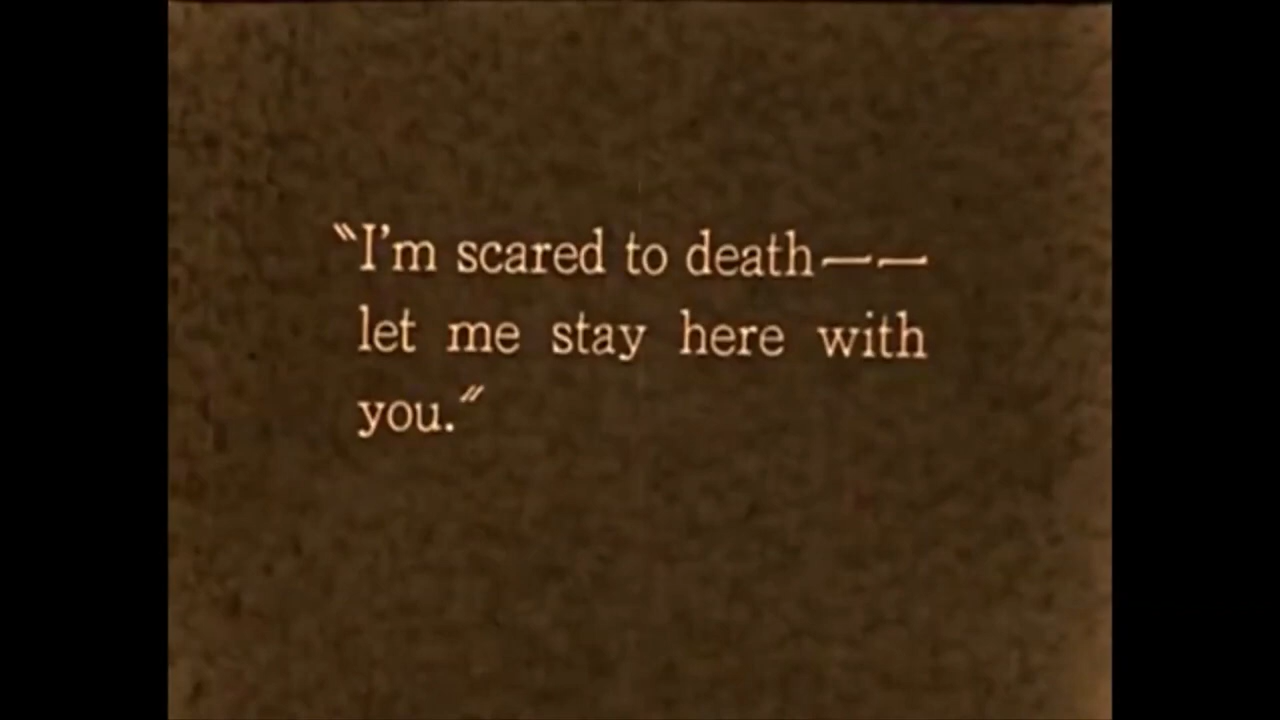 "I'm scared to death——
let me stay here with
you."